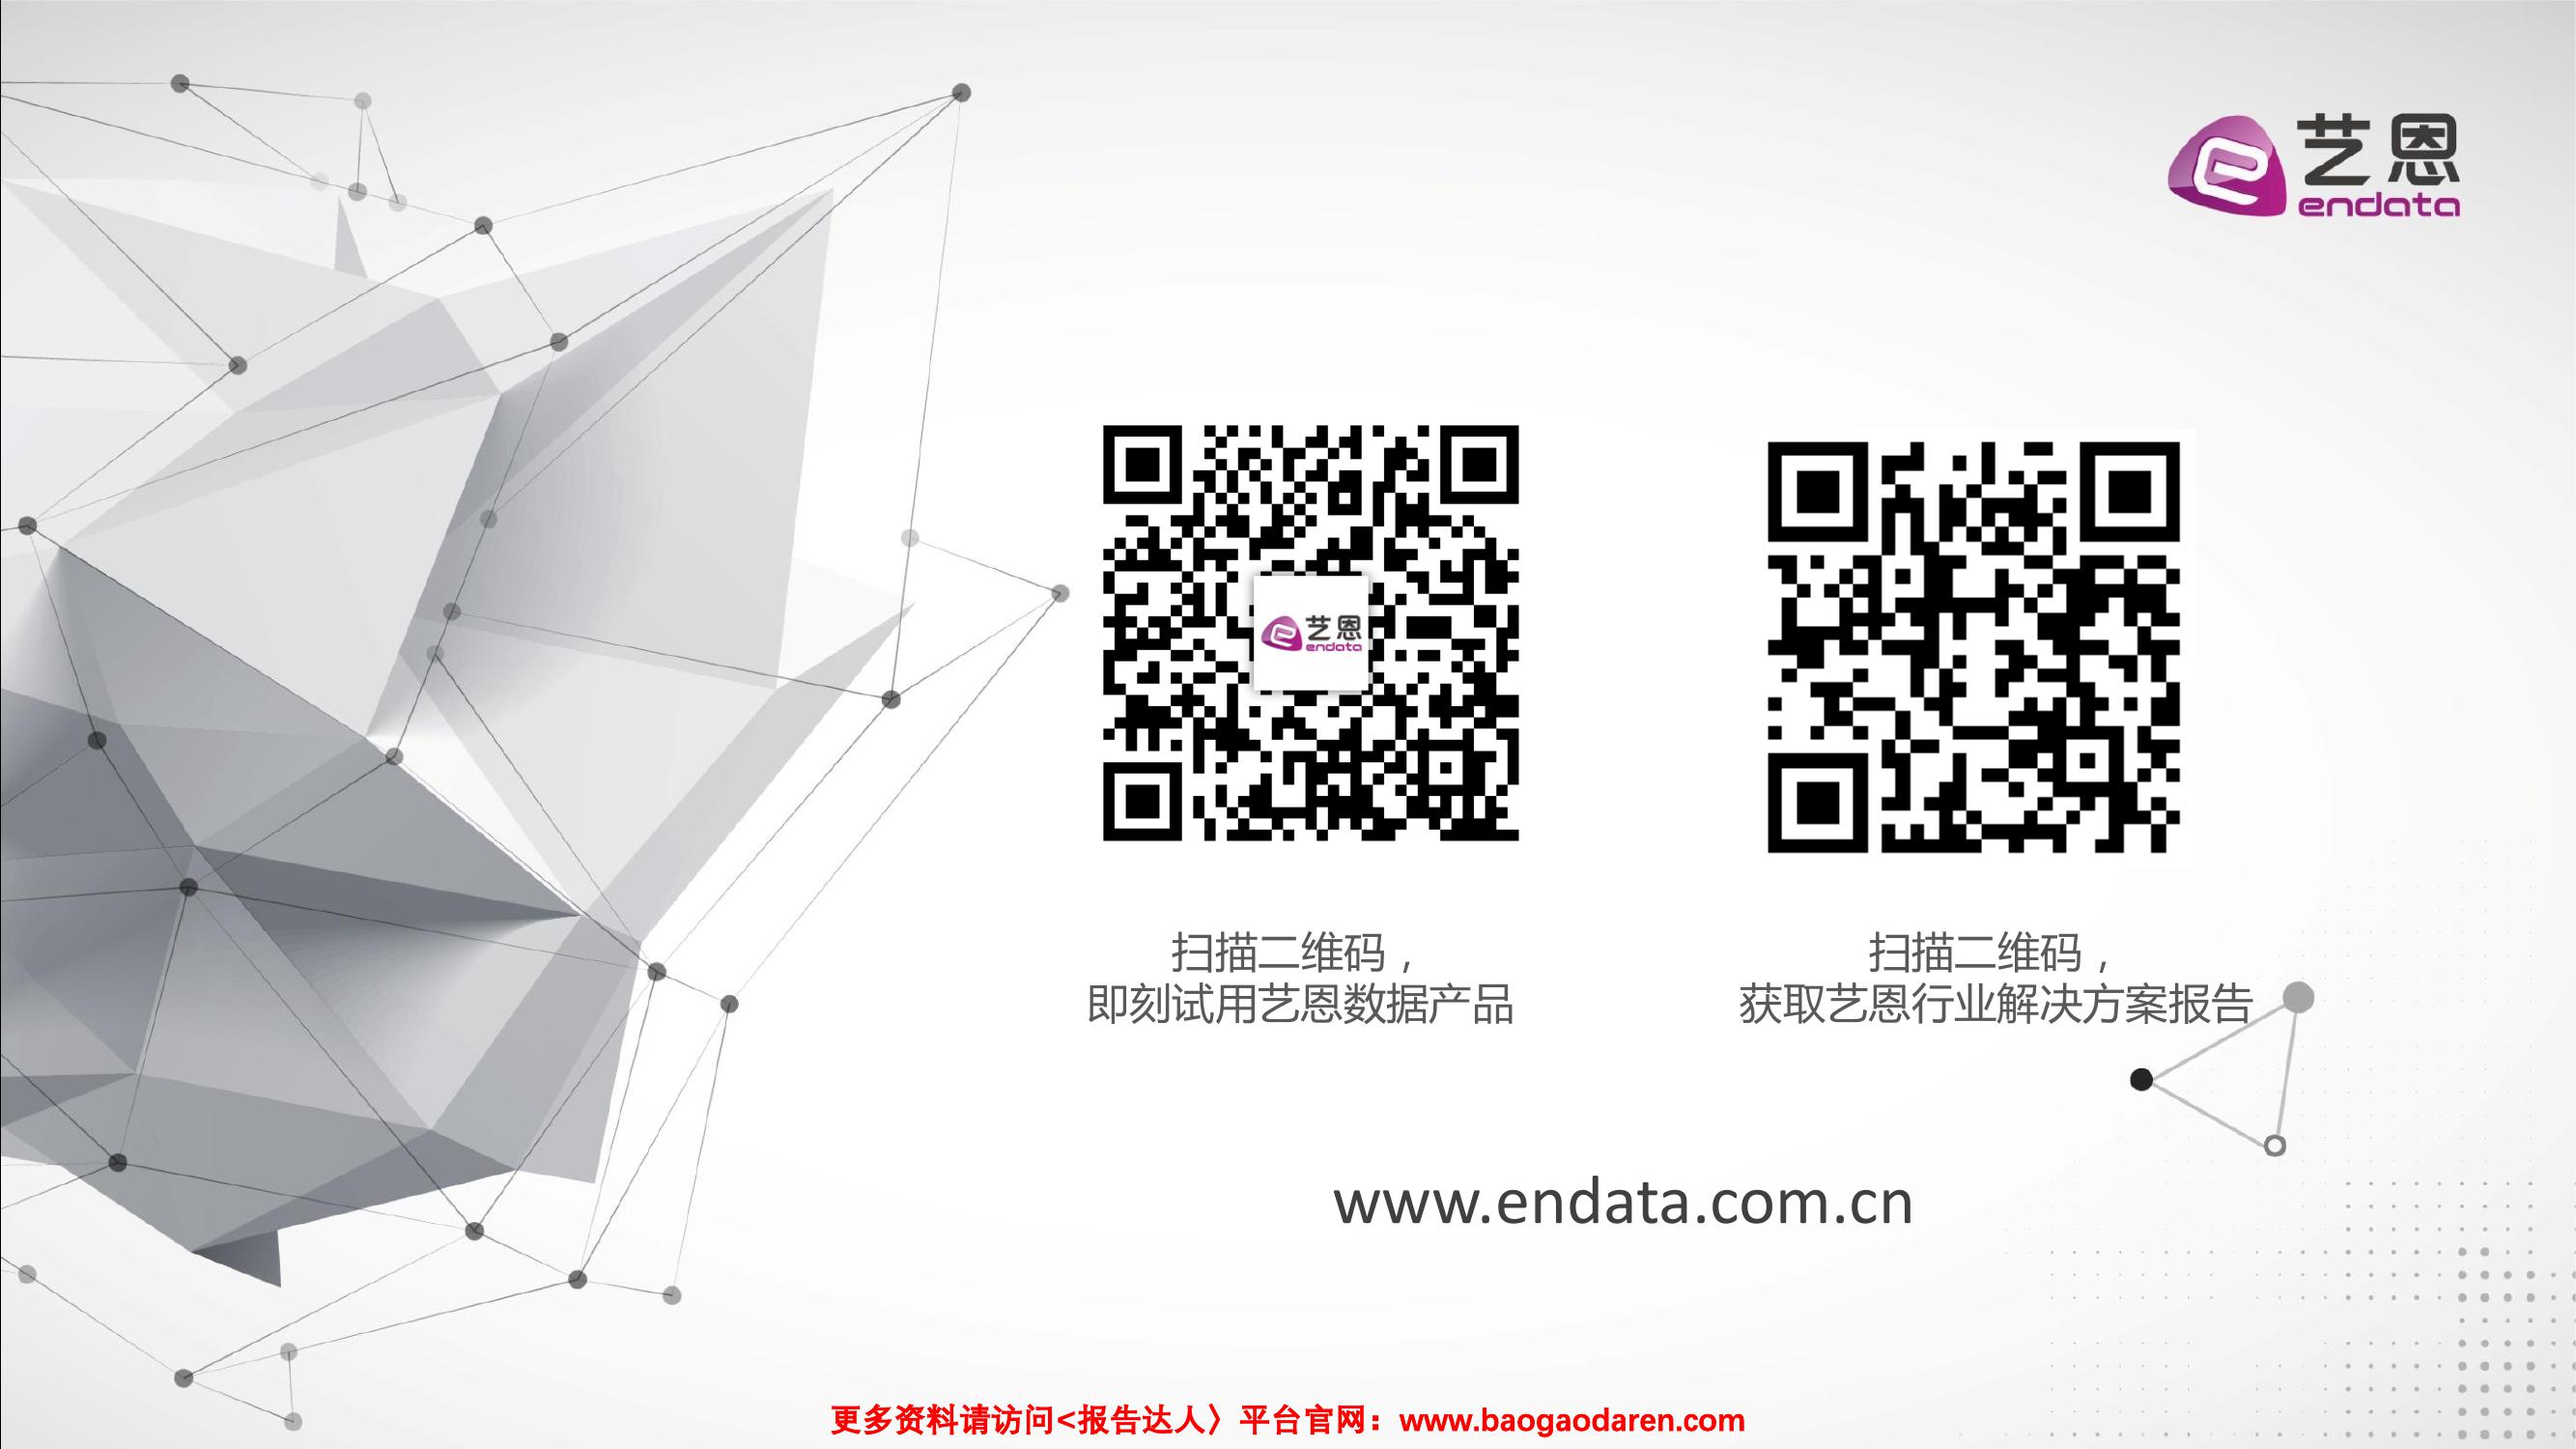 艺恩
endata
艺恩
endata
扫描二维码，
即刻试用艺恩数据产品
扫描二维码，
获取艺恩行业解决方案报告
www.endata.com.cn
更多资料请访问<报告达人〉平台官网：www.baogaodaren.com